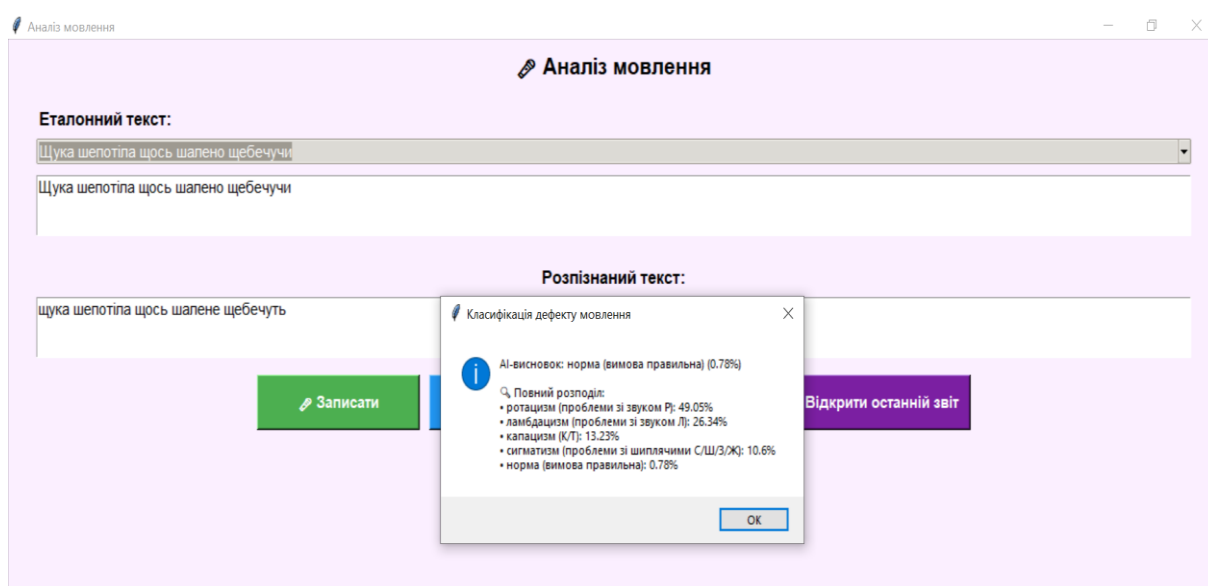 Аналіз мовлення
Аналіз мовлення
Еталонний текст:
Щука шепотіла щось шалено щебечучи
Щука шепотіла щось шалено щебечучи
Розпізнаний текст:
щука шепотіла щось шалене щебечуть
Класифікація дефекту мовлення
AI-висновок: норма (вимова правильна) (0.78%)
Повний розподіл:
• ротацизм (проблеми зі звуком Р): 49.05%
• ламбдацизм (проблеми зі звуком Л): 26.34%
• капацизм (К/Т): 13.23%
• сигматизм (проблеми зі шиплячими С/Ш/З/Ж): 10.6%
• норма (вимова правильна): 0.78%
OK
Записати
Відкрити останній звіт